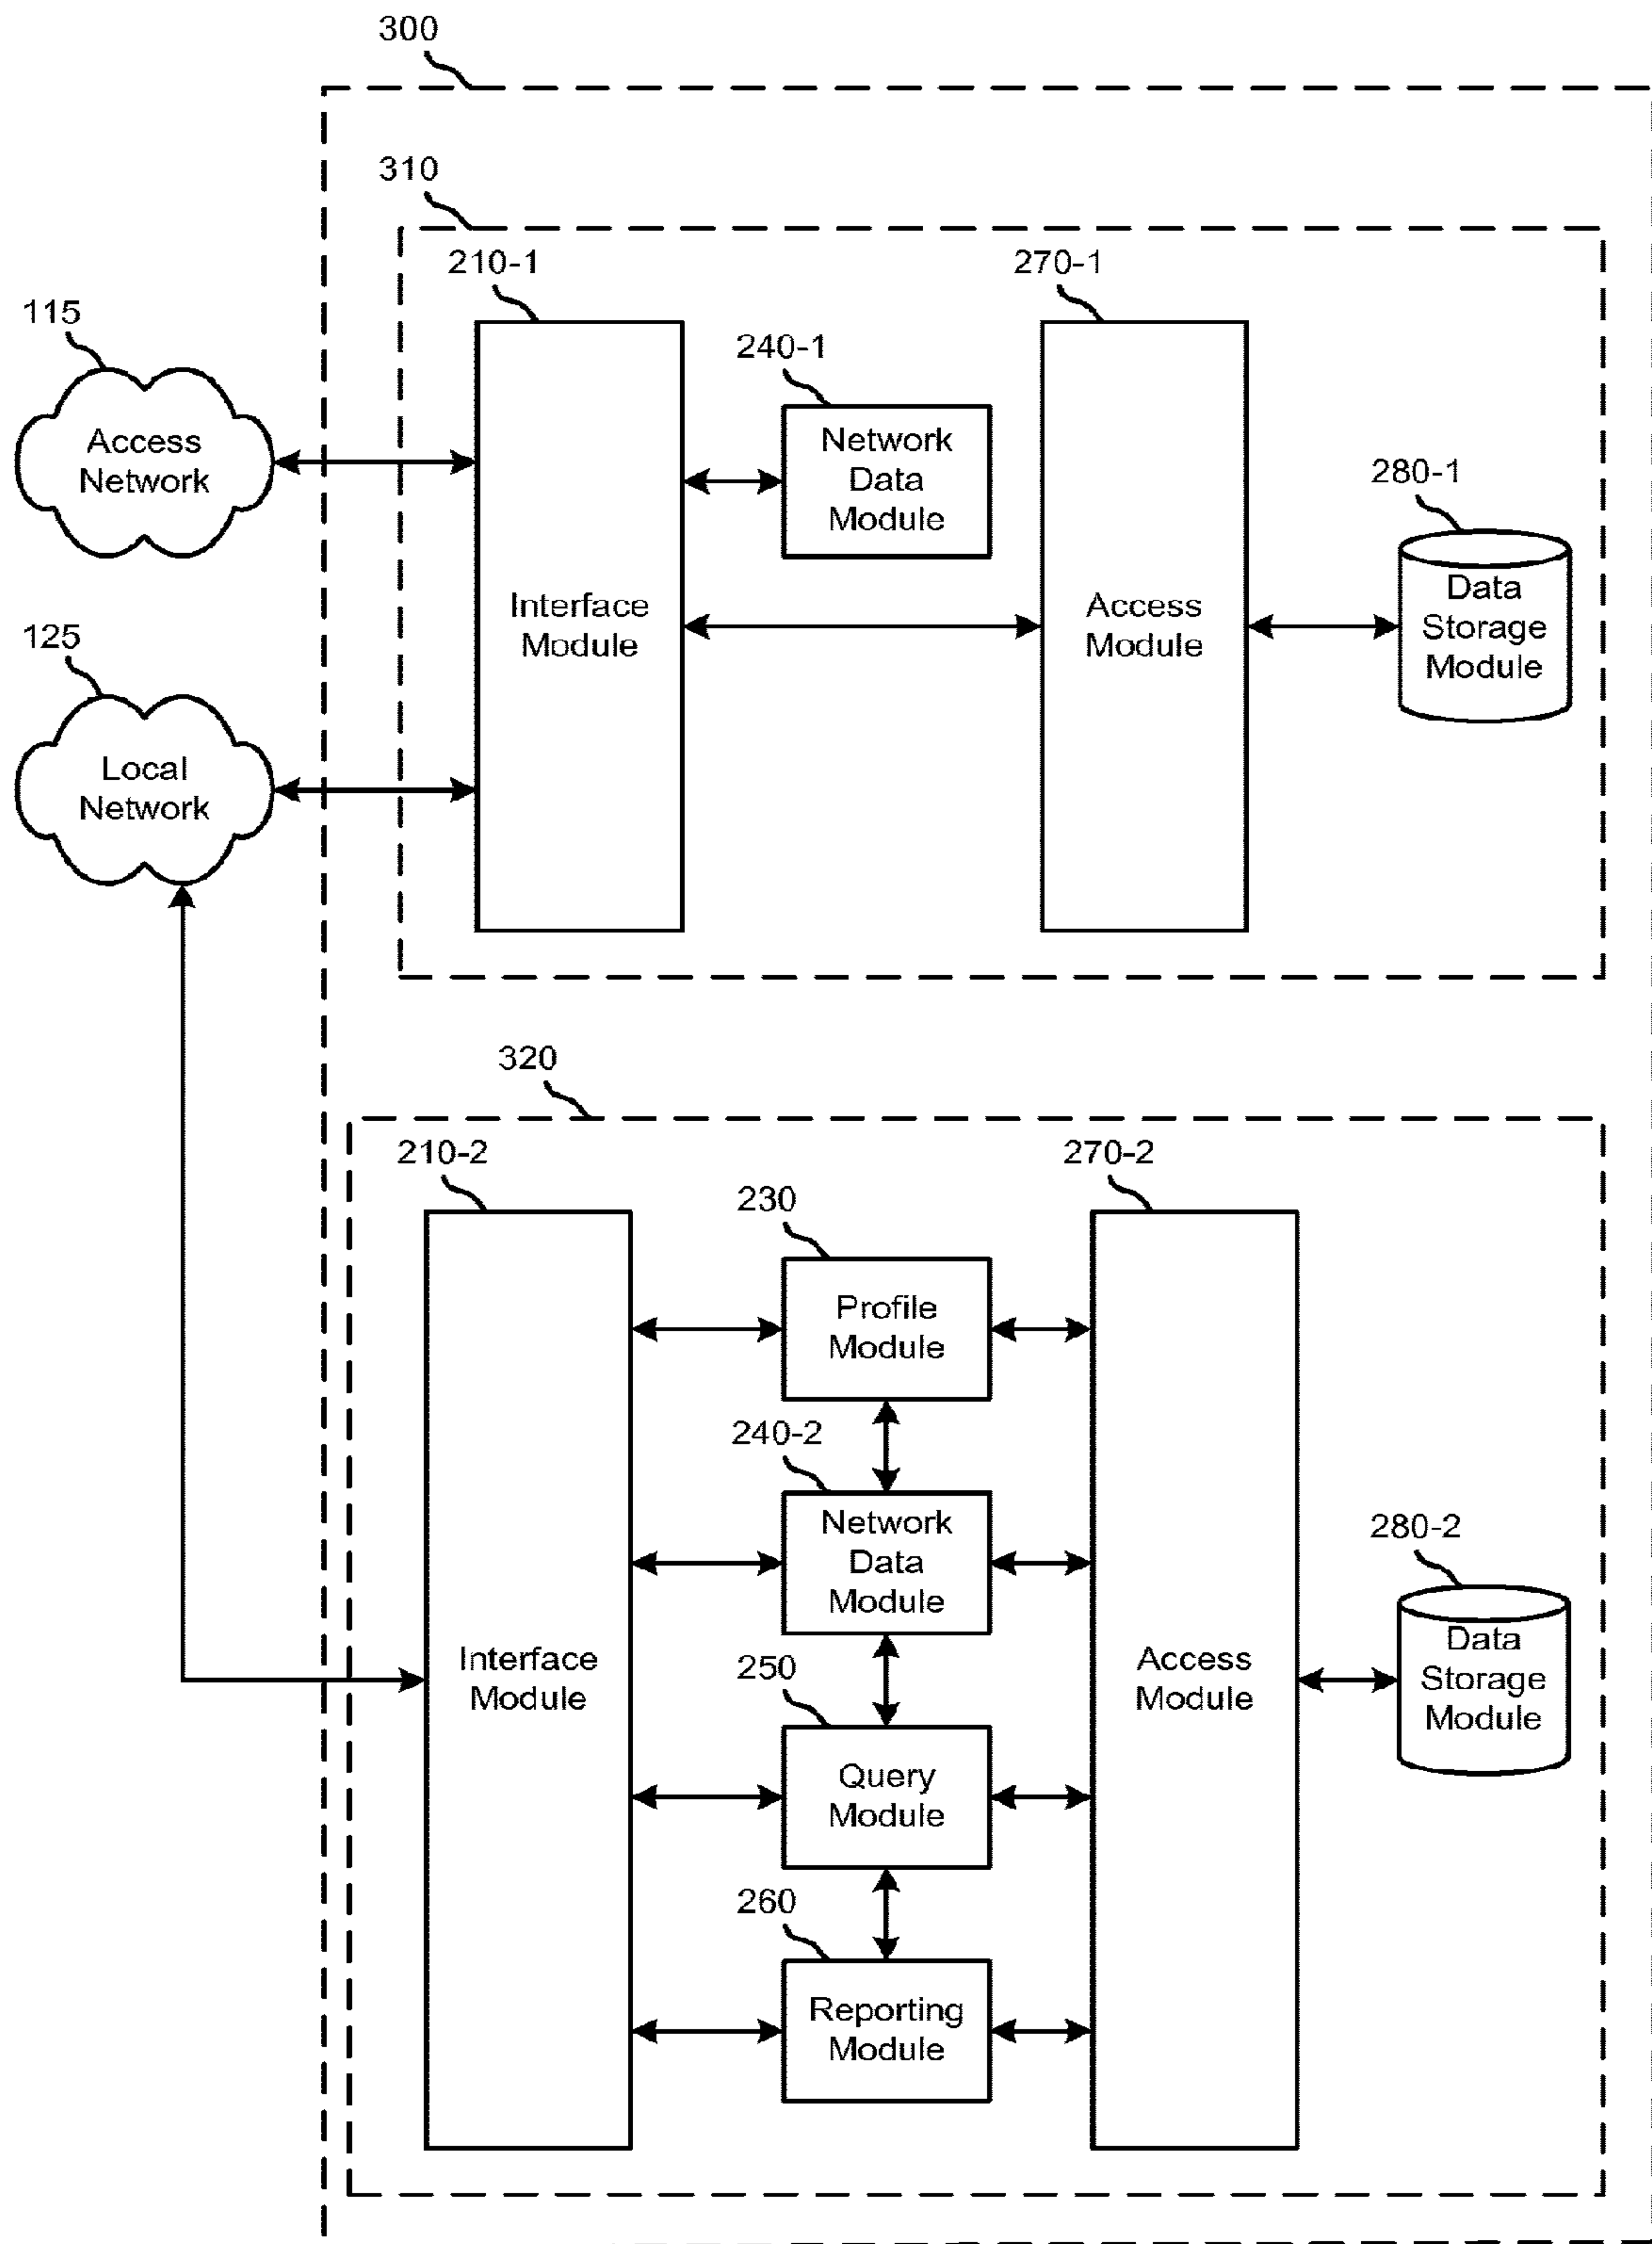 300
310
210-1
270-1
115
240-1
Access
Network
Network
Data
Module
280-1
Data
Storage
Module
Interface
Module
Access
Module
125
Local
Network
320
210-2
270-2
230
Profile
Module
240-2
Network
Data
Module
280-2
Data
Storage
Module
Interface
Module
250
Access
Module
Query
Module
260
Reporting
Module